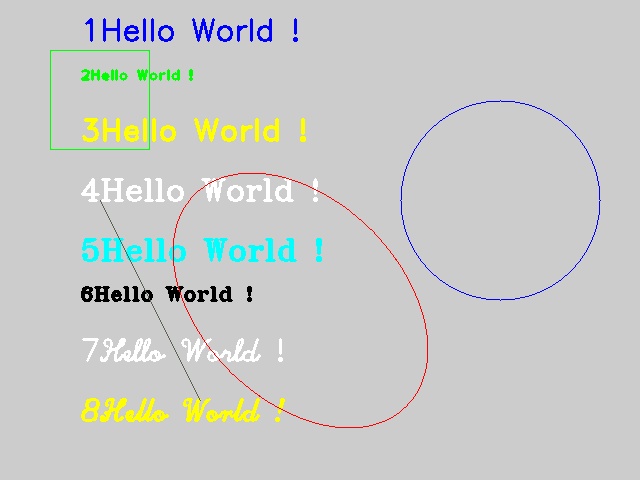 1Hello World !
2Hello World !
3Hello World !
4Hello World !
5Hello World !
6Hello World !
7Hello World !
8Hello World !